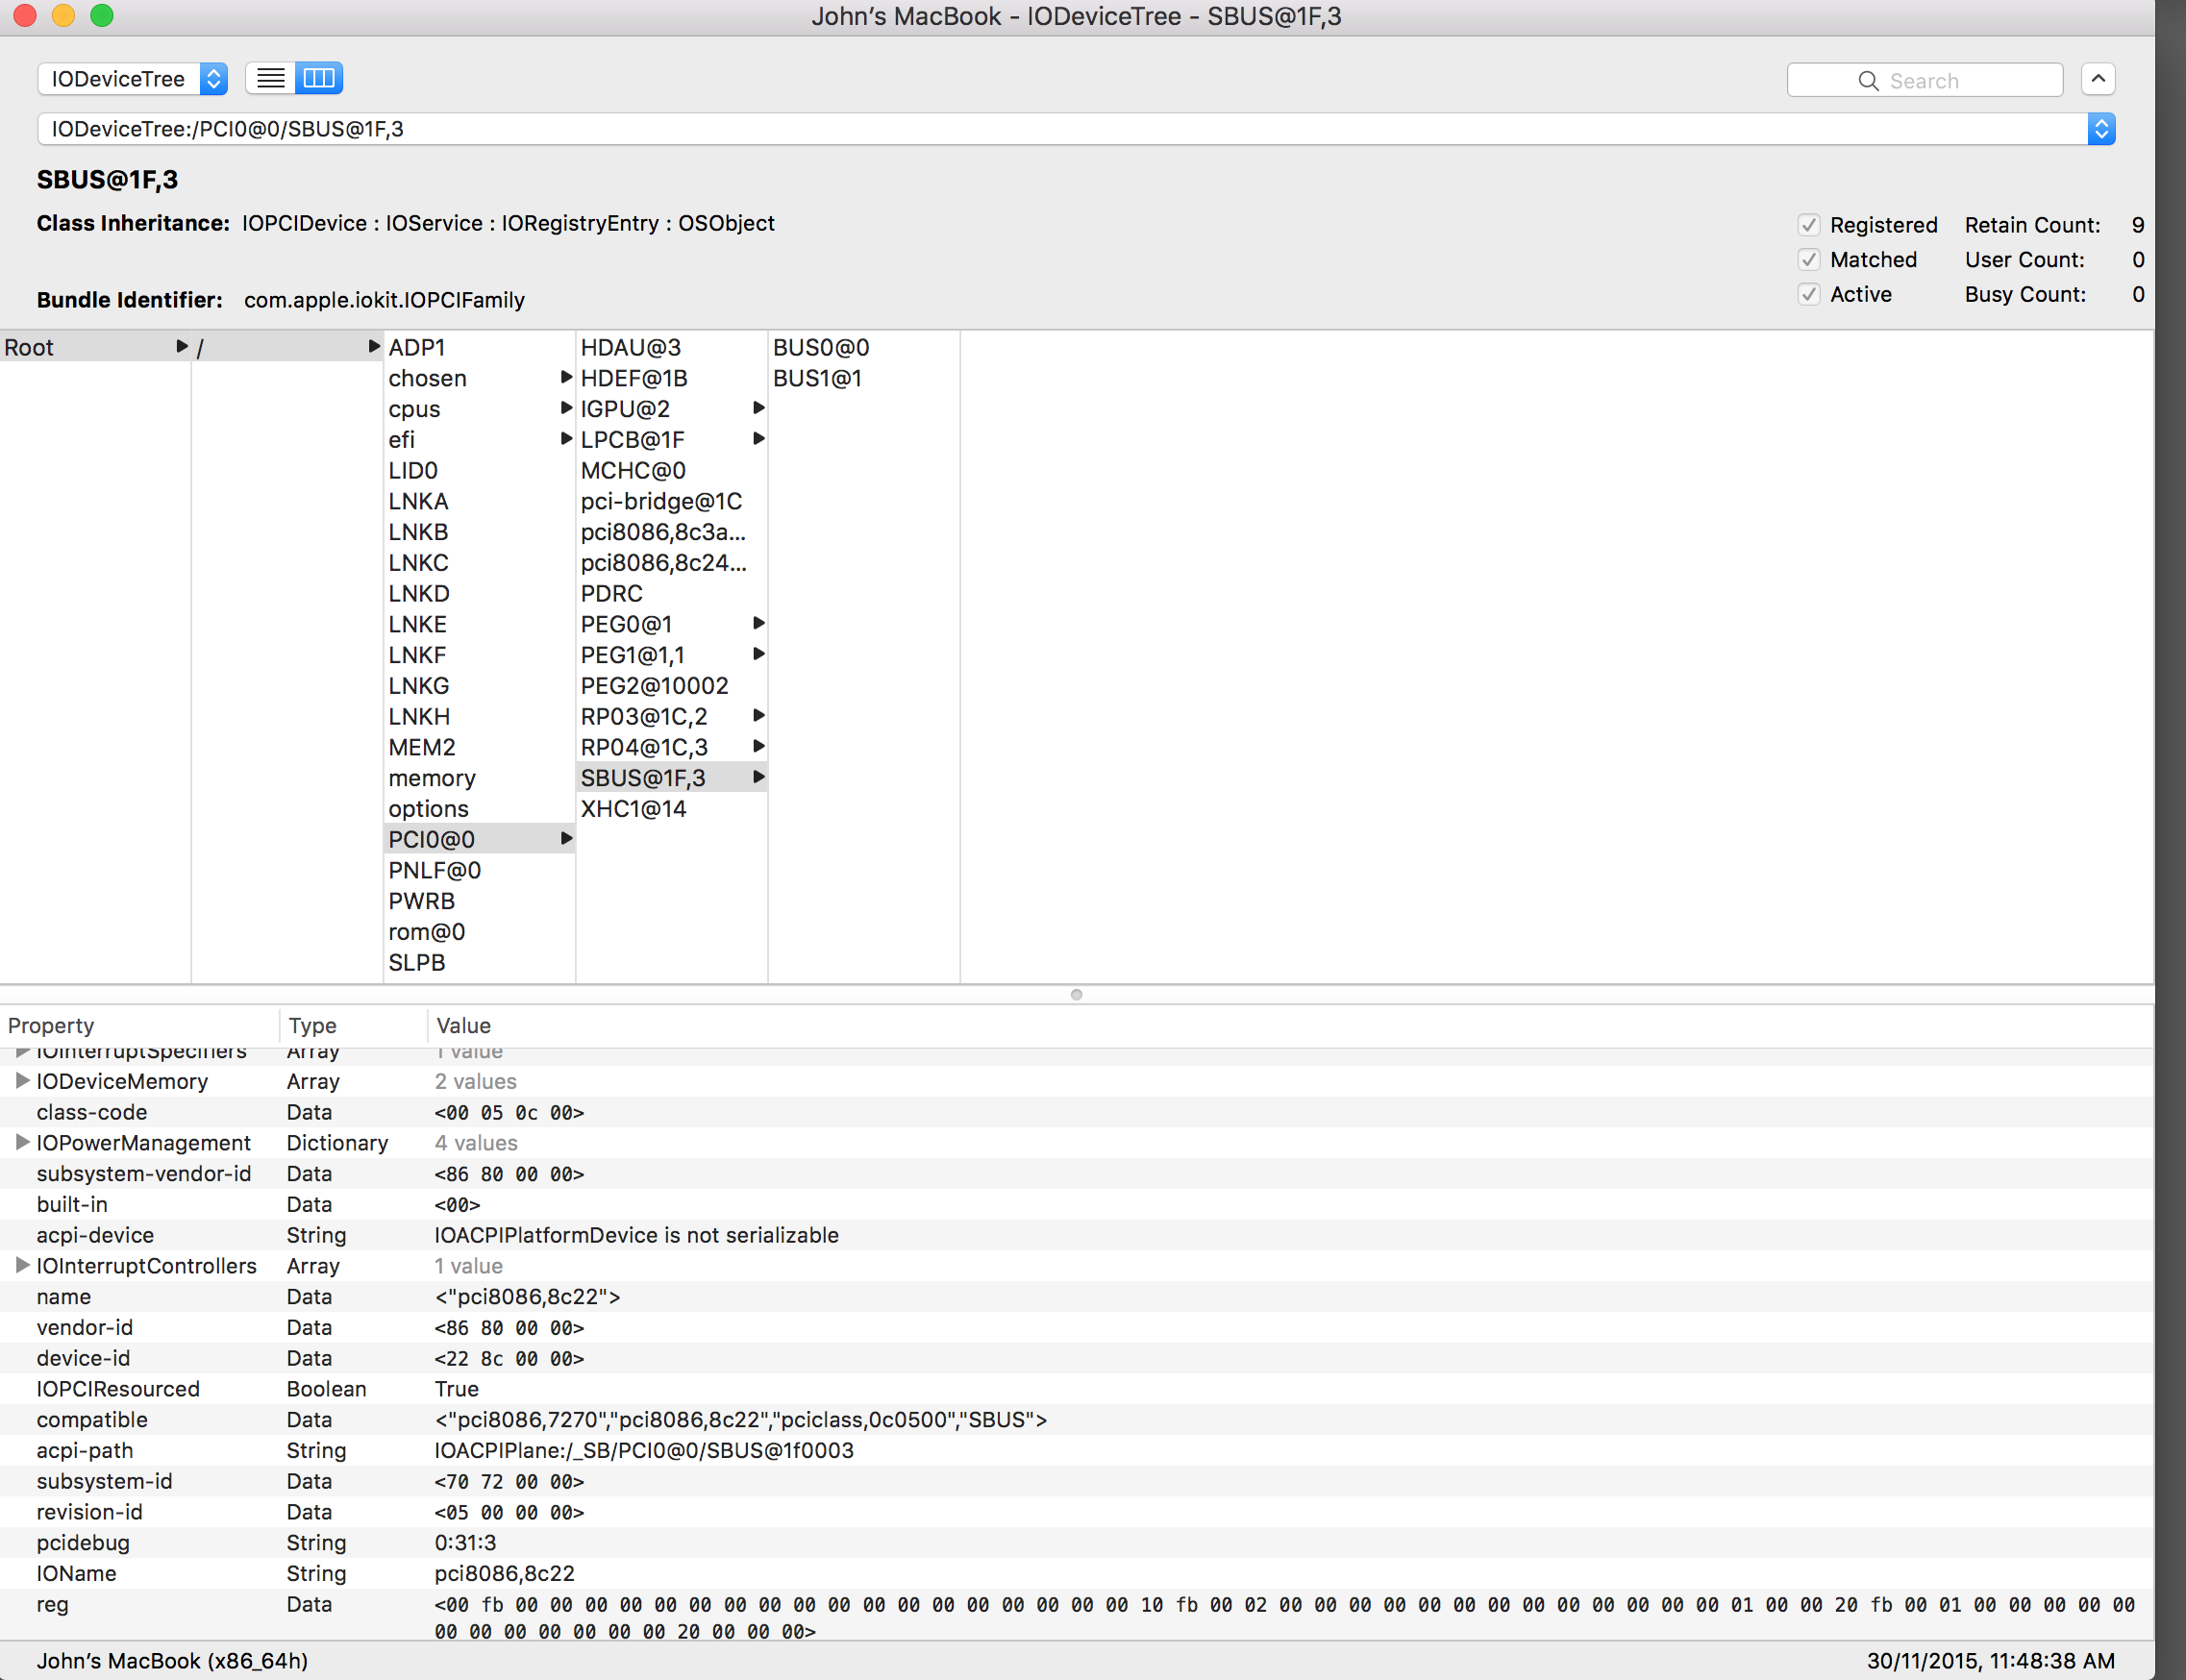 John’s MacBook - IODeviceTree - SBUS@1F,3
IODeviceTree
Search
IODeviceTree:/PCI0@0/SBUS@1F,3
SBUS@1F,3
Class Inheritance: IOPCIDevice : IOService : IORegistryEntry : OSObject
Registered Retain Count: 9
Matched User Count: 0
Bundle Identifier: com.apple.iokit.IOPCIFamily
Active Busy Count: 0
Root / ADP1 HDAU@3 BUS0@0
chosen HDEF@1B BUS1@1
cpus IGPU@2
efi LPCB@1F
LID0 MCHC@0
LNKA pci-bridge@1C
LNKB pci8086,8c3a...
LNKC pci8086,8c24...
LNKD PDRC
LNKE PEG0@1
LNKF PEG1@1,1
LNKG PEG2@10002
LNKH RP03@1C,2
MEM2 RP04@1C,3
memory SBUS@1F,3
options XHC1@14
PCI0@0
PNLF@0
PWRB
rom@0
SLPB
Property Type Value
IOInterruptSpecifiers Array 1 value
IODeviceMemory Array 2 values
class-code Data <00 05 0c 00>
IOPowerManagement Dictionary 4 values
subsystem-vendor-id Data <86 80 00 00>
built-in Data <00>
acpi-device String IOACPIPlatformDevice is not serializable
IOInterruptControllers Array 1 value
name Data <"pci8086,8c22">
vendor-id Data <86 80 00 00>
device-id Data <22 8c 00 00>
IOPCIResourced Boolean True
compatible Data <"pci8086,7270","pci8086,8c22","pciclass,0c0500","SBUS">
acpi-path String IOACPIPlane:/_SB/PCI0@0/SBUS@1f0003
subsystem-id Data <70 72 00 00>
revision-id Data <05 00 00 00>
pcidebug String 0:31:3
IOName String pci8086,8c22
reg Data <00 fb 00 00 00 00 00 00 00 00 00 00 00 00 00 00 00 00 00 00 10 fb 00 02 00 00 00 00 00 00 00 00 00 00 00 00 00 01 00 00 20 fb 00 01 00 00 00 00 00
00 00 00 00 00 00 00 20 00 00 00>
John’s MacBook (x86_64h)
30/11/2015, 11:48:38 AM